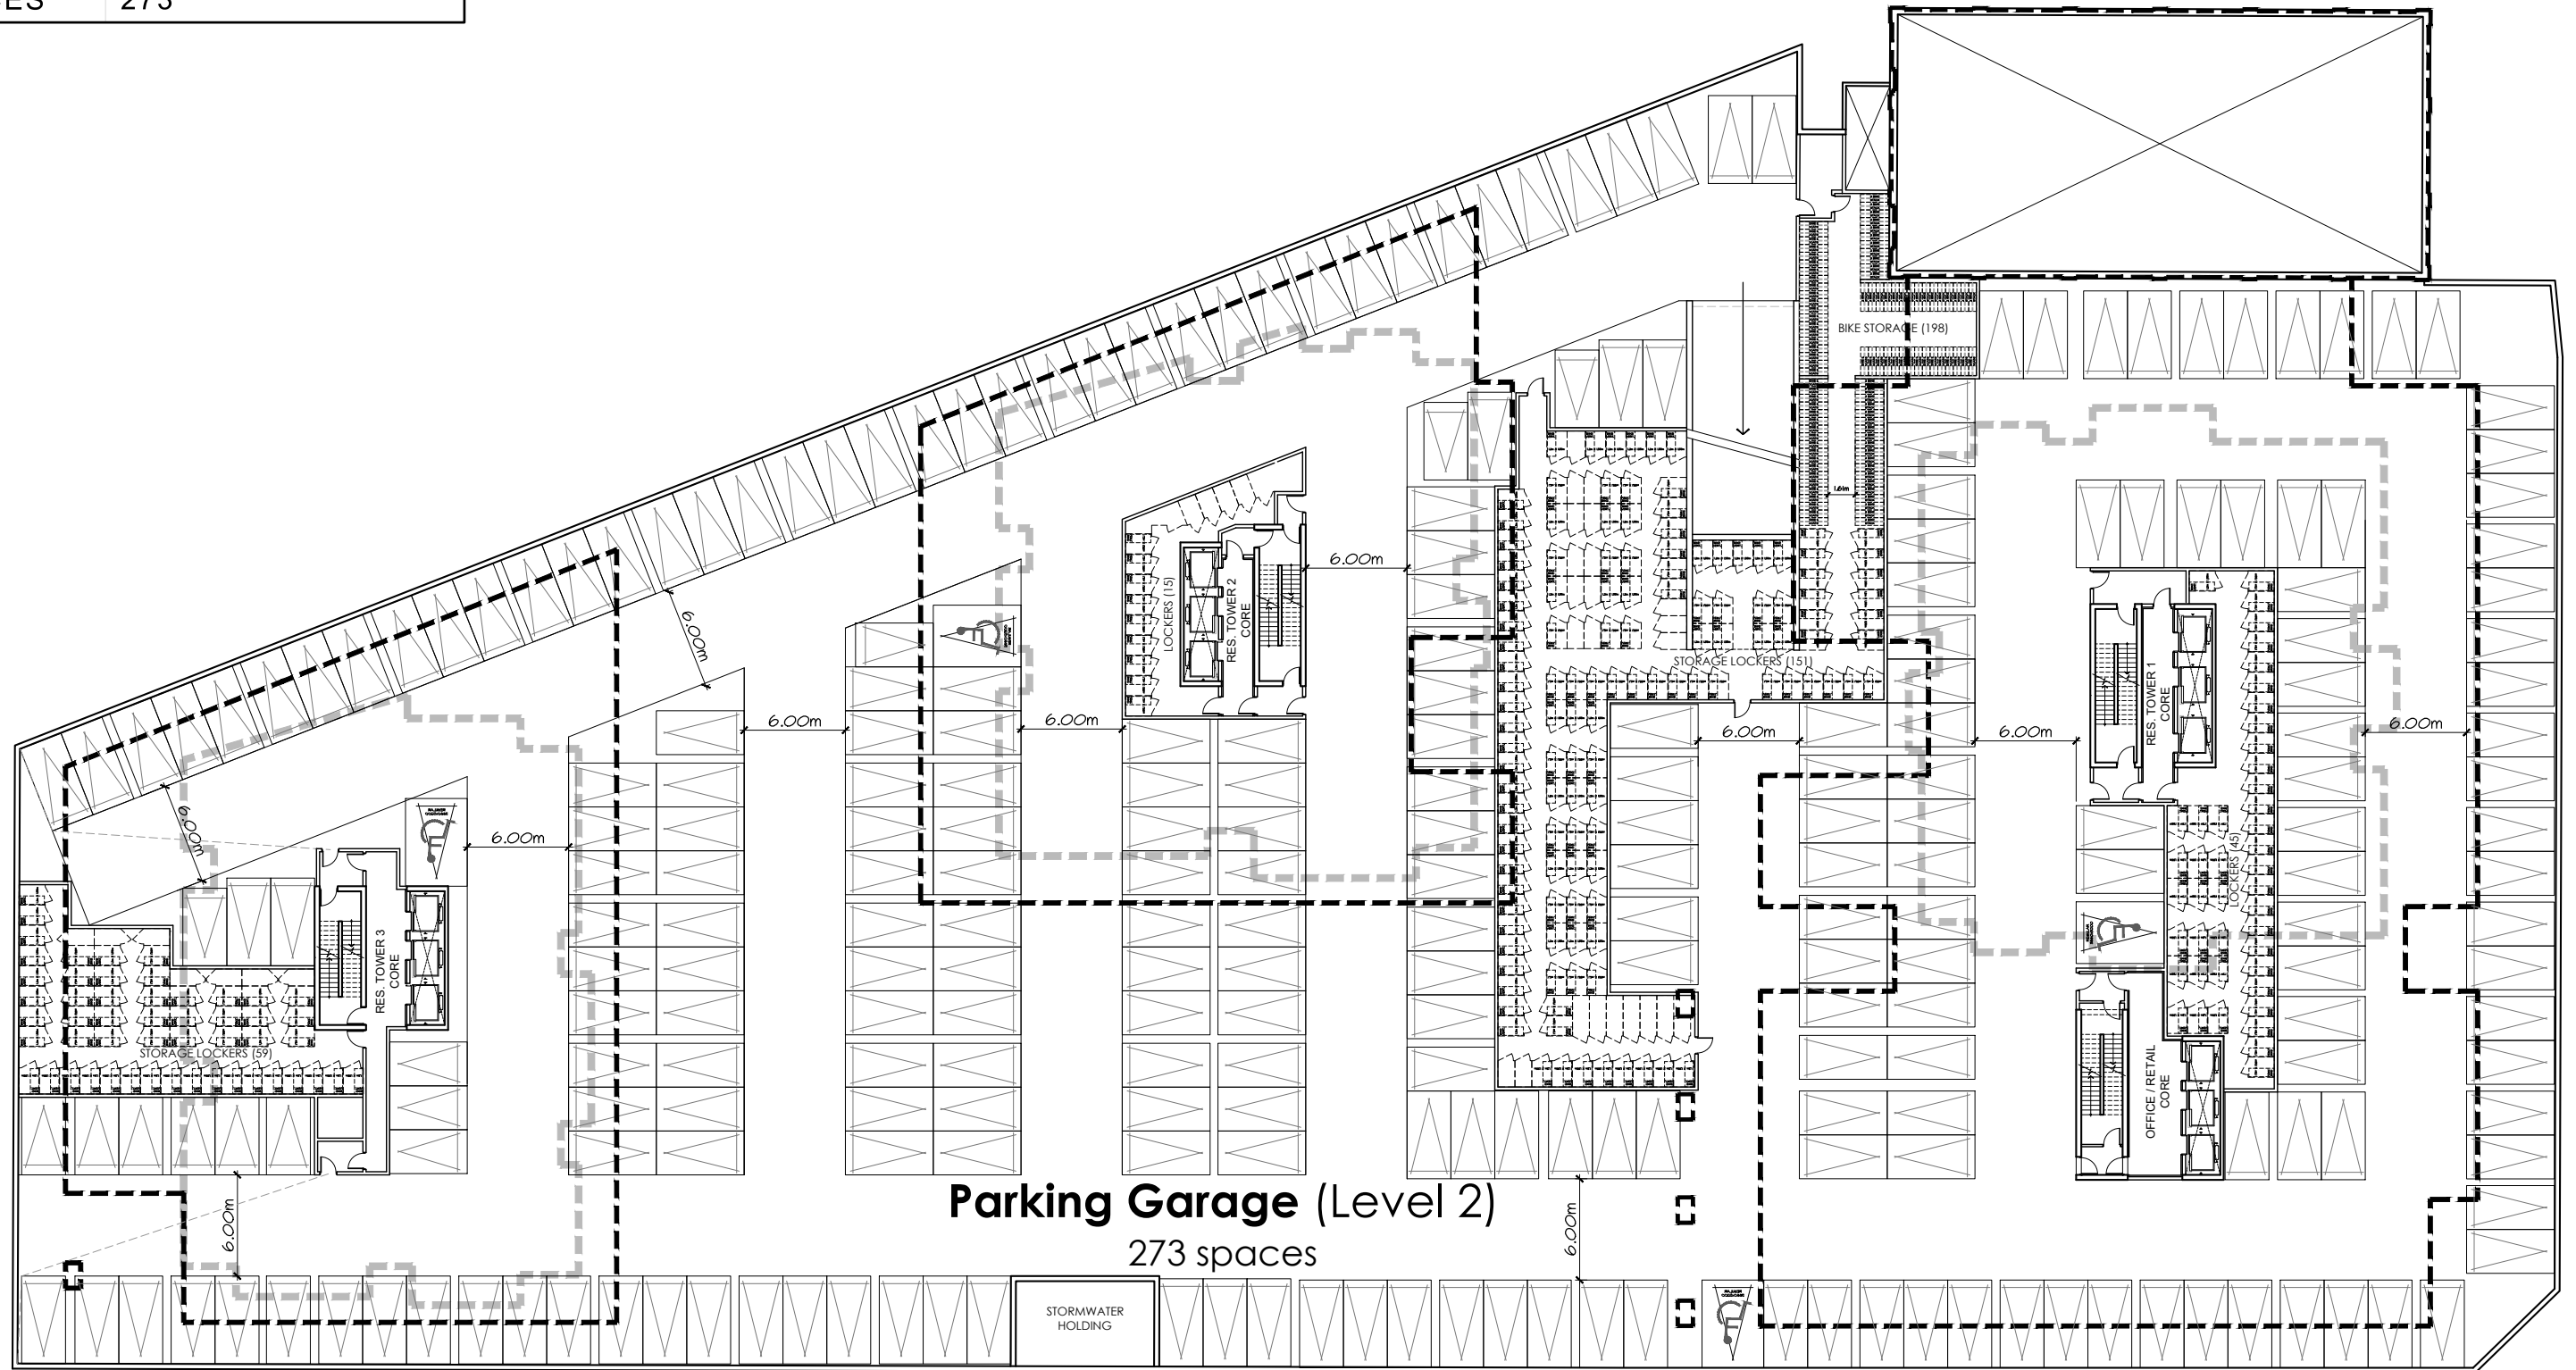 ES 273
BIKE STORAGE (198)
1.61m
6.00m
LOCKERS (15)
RES. TOWER 2
CORE
6.00m
STORAGE LOCKERS (151)
RES. TOWER 1
CORE
6.00m
6.00m
6.00m
6.00m
6.00m
6.00m
6.00m
LOCKERS (45)
RES. TOWER 3
CORE
STORAGE LOCKERS (59)
OFFICE / RETAIL
CORE
6.00m
6.00m
Parking Garage (Level 2)
273 spaces
STORMWATER
HOLDING